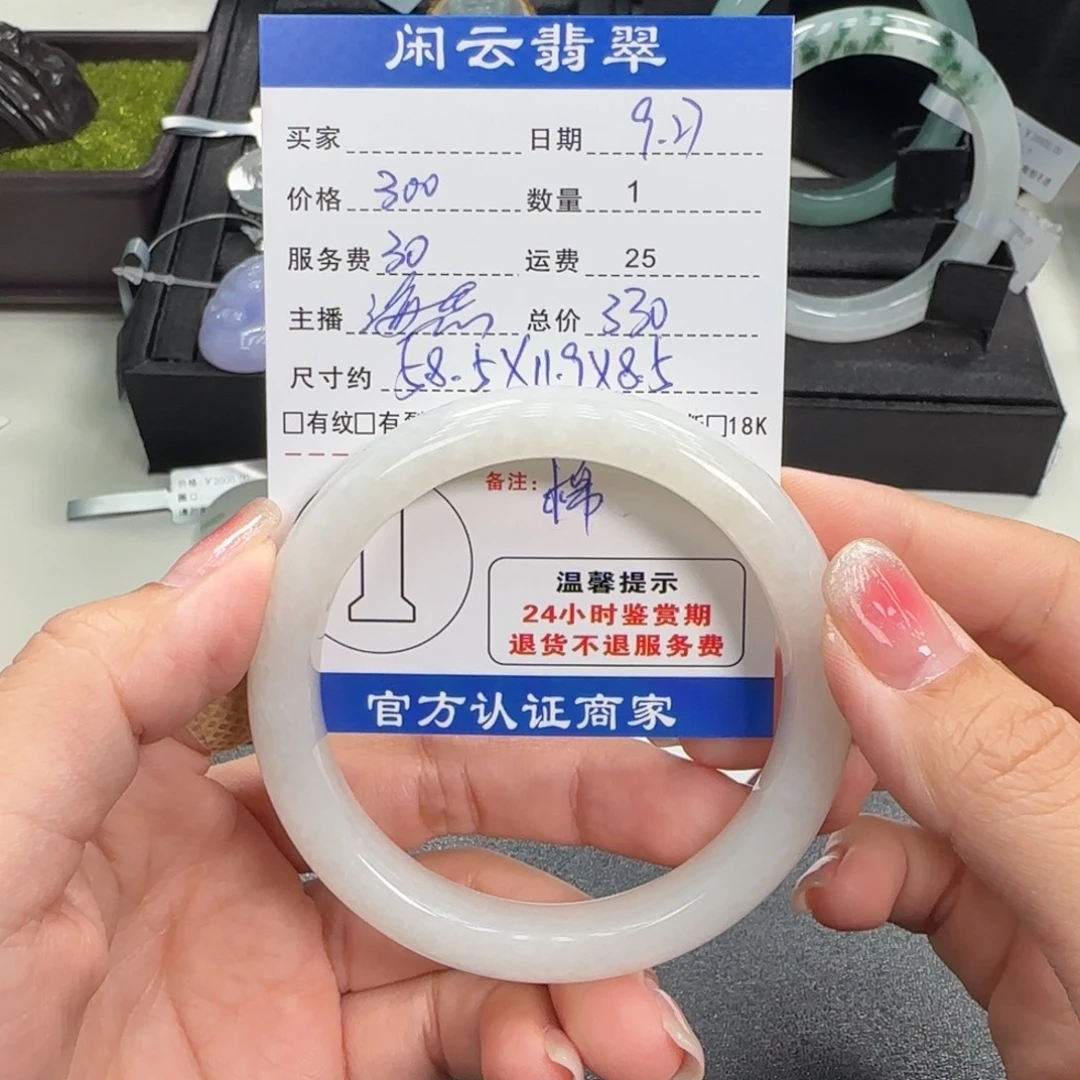 闲云翡翠
买家 日期 9.27
价格 300 数量 1
服务费 30 运费 25
主播 总价 330
尺寸约 58.5X11.9X8.5
□有纹□有 □18K
备注: 棉
温馨提示
24小时鉴赏期
退货不退服务费
官方认证商家